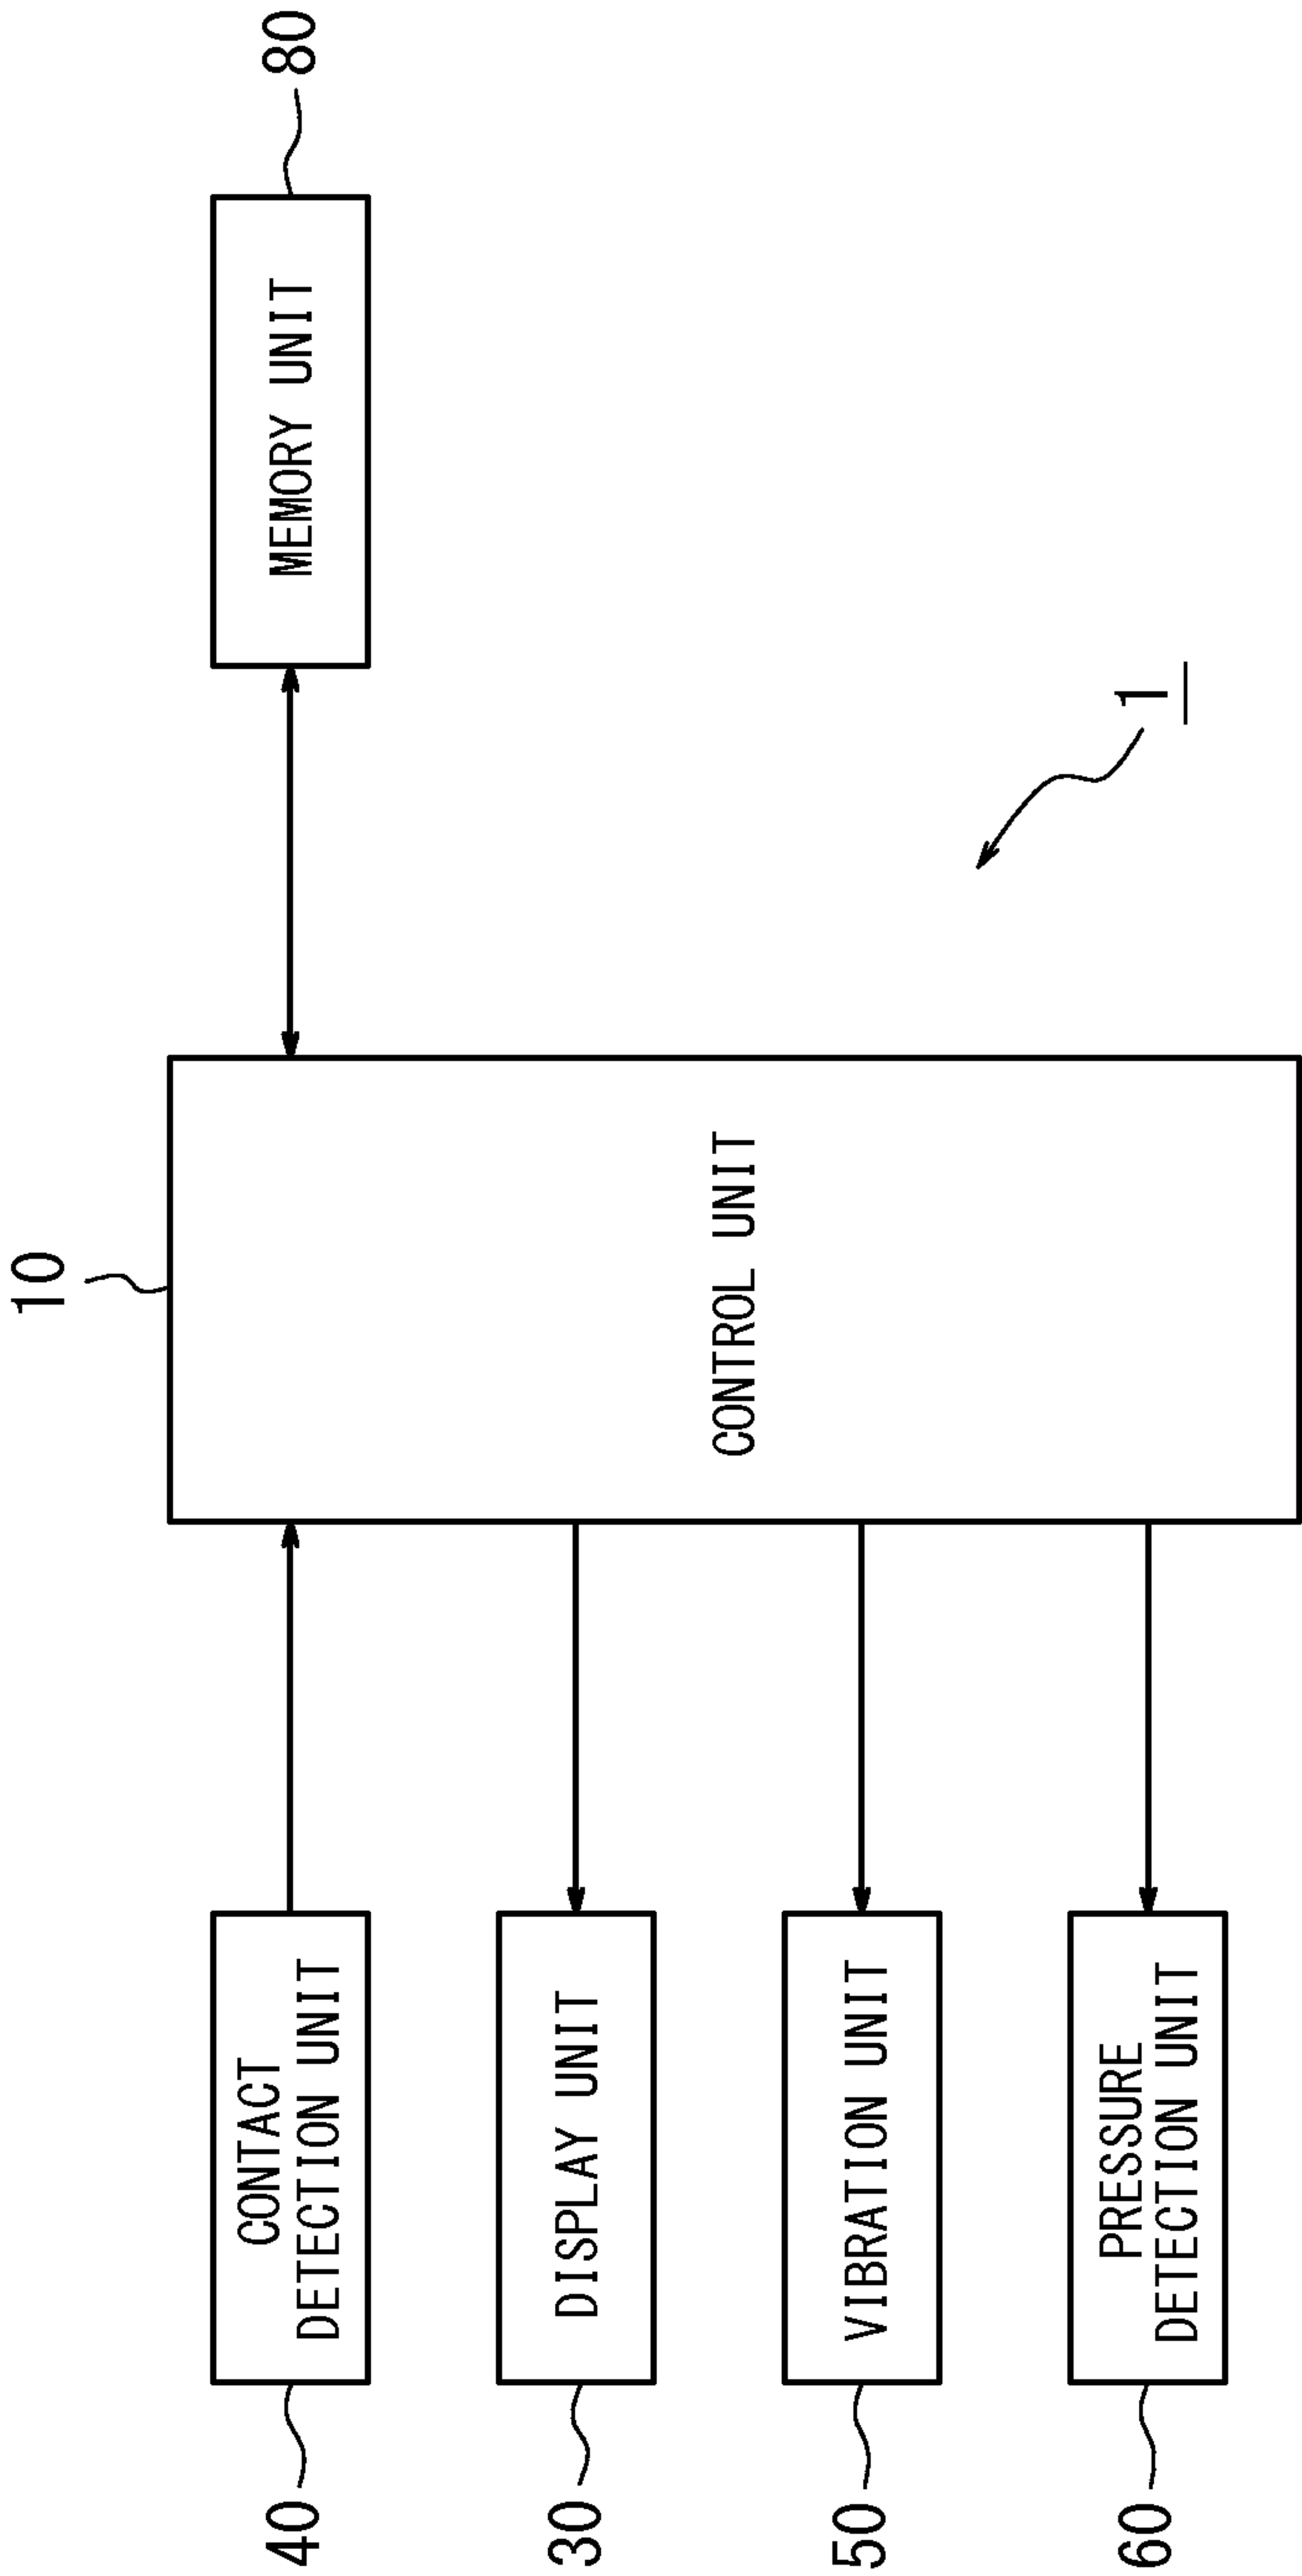 10
40
CONTACT
DETECTION UNIT
MEMORY UNIT
80
30
DISPLAY UNIT
CONTROL UNIT
50
VIBRATION UNIT
60
PRESSURE
DETECTION UNIT
1